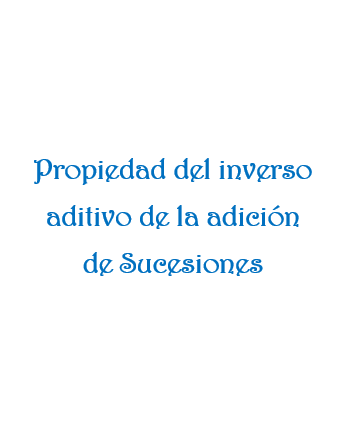 Propiedad del inverso
aditivo de la adición
de Sucesiones